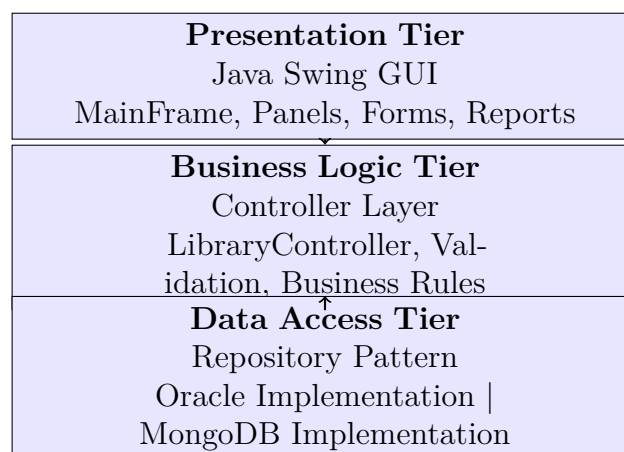 Presentation Tier
Java Swing GUI
MainFrame, Panels, Forms, Reports
Business Logic Tier
Controller Layer
LibraryController, Val-
idation, Business Rules
Data Access Tier
Repository Pattern
Oracle Implementation |
MongoDB Implementation